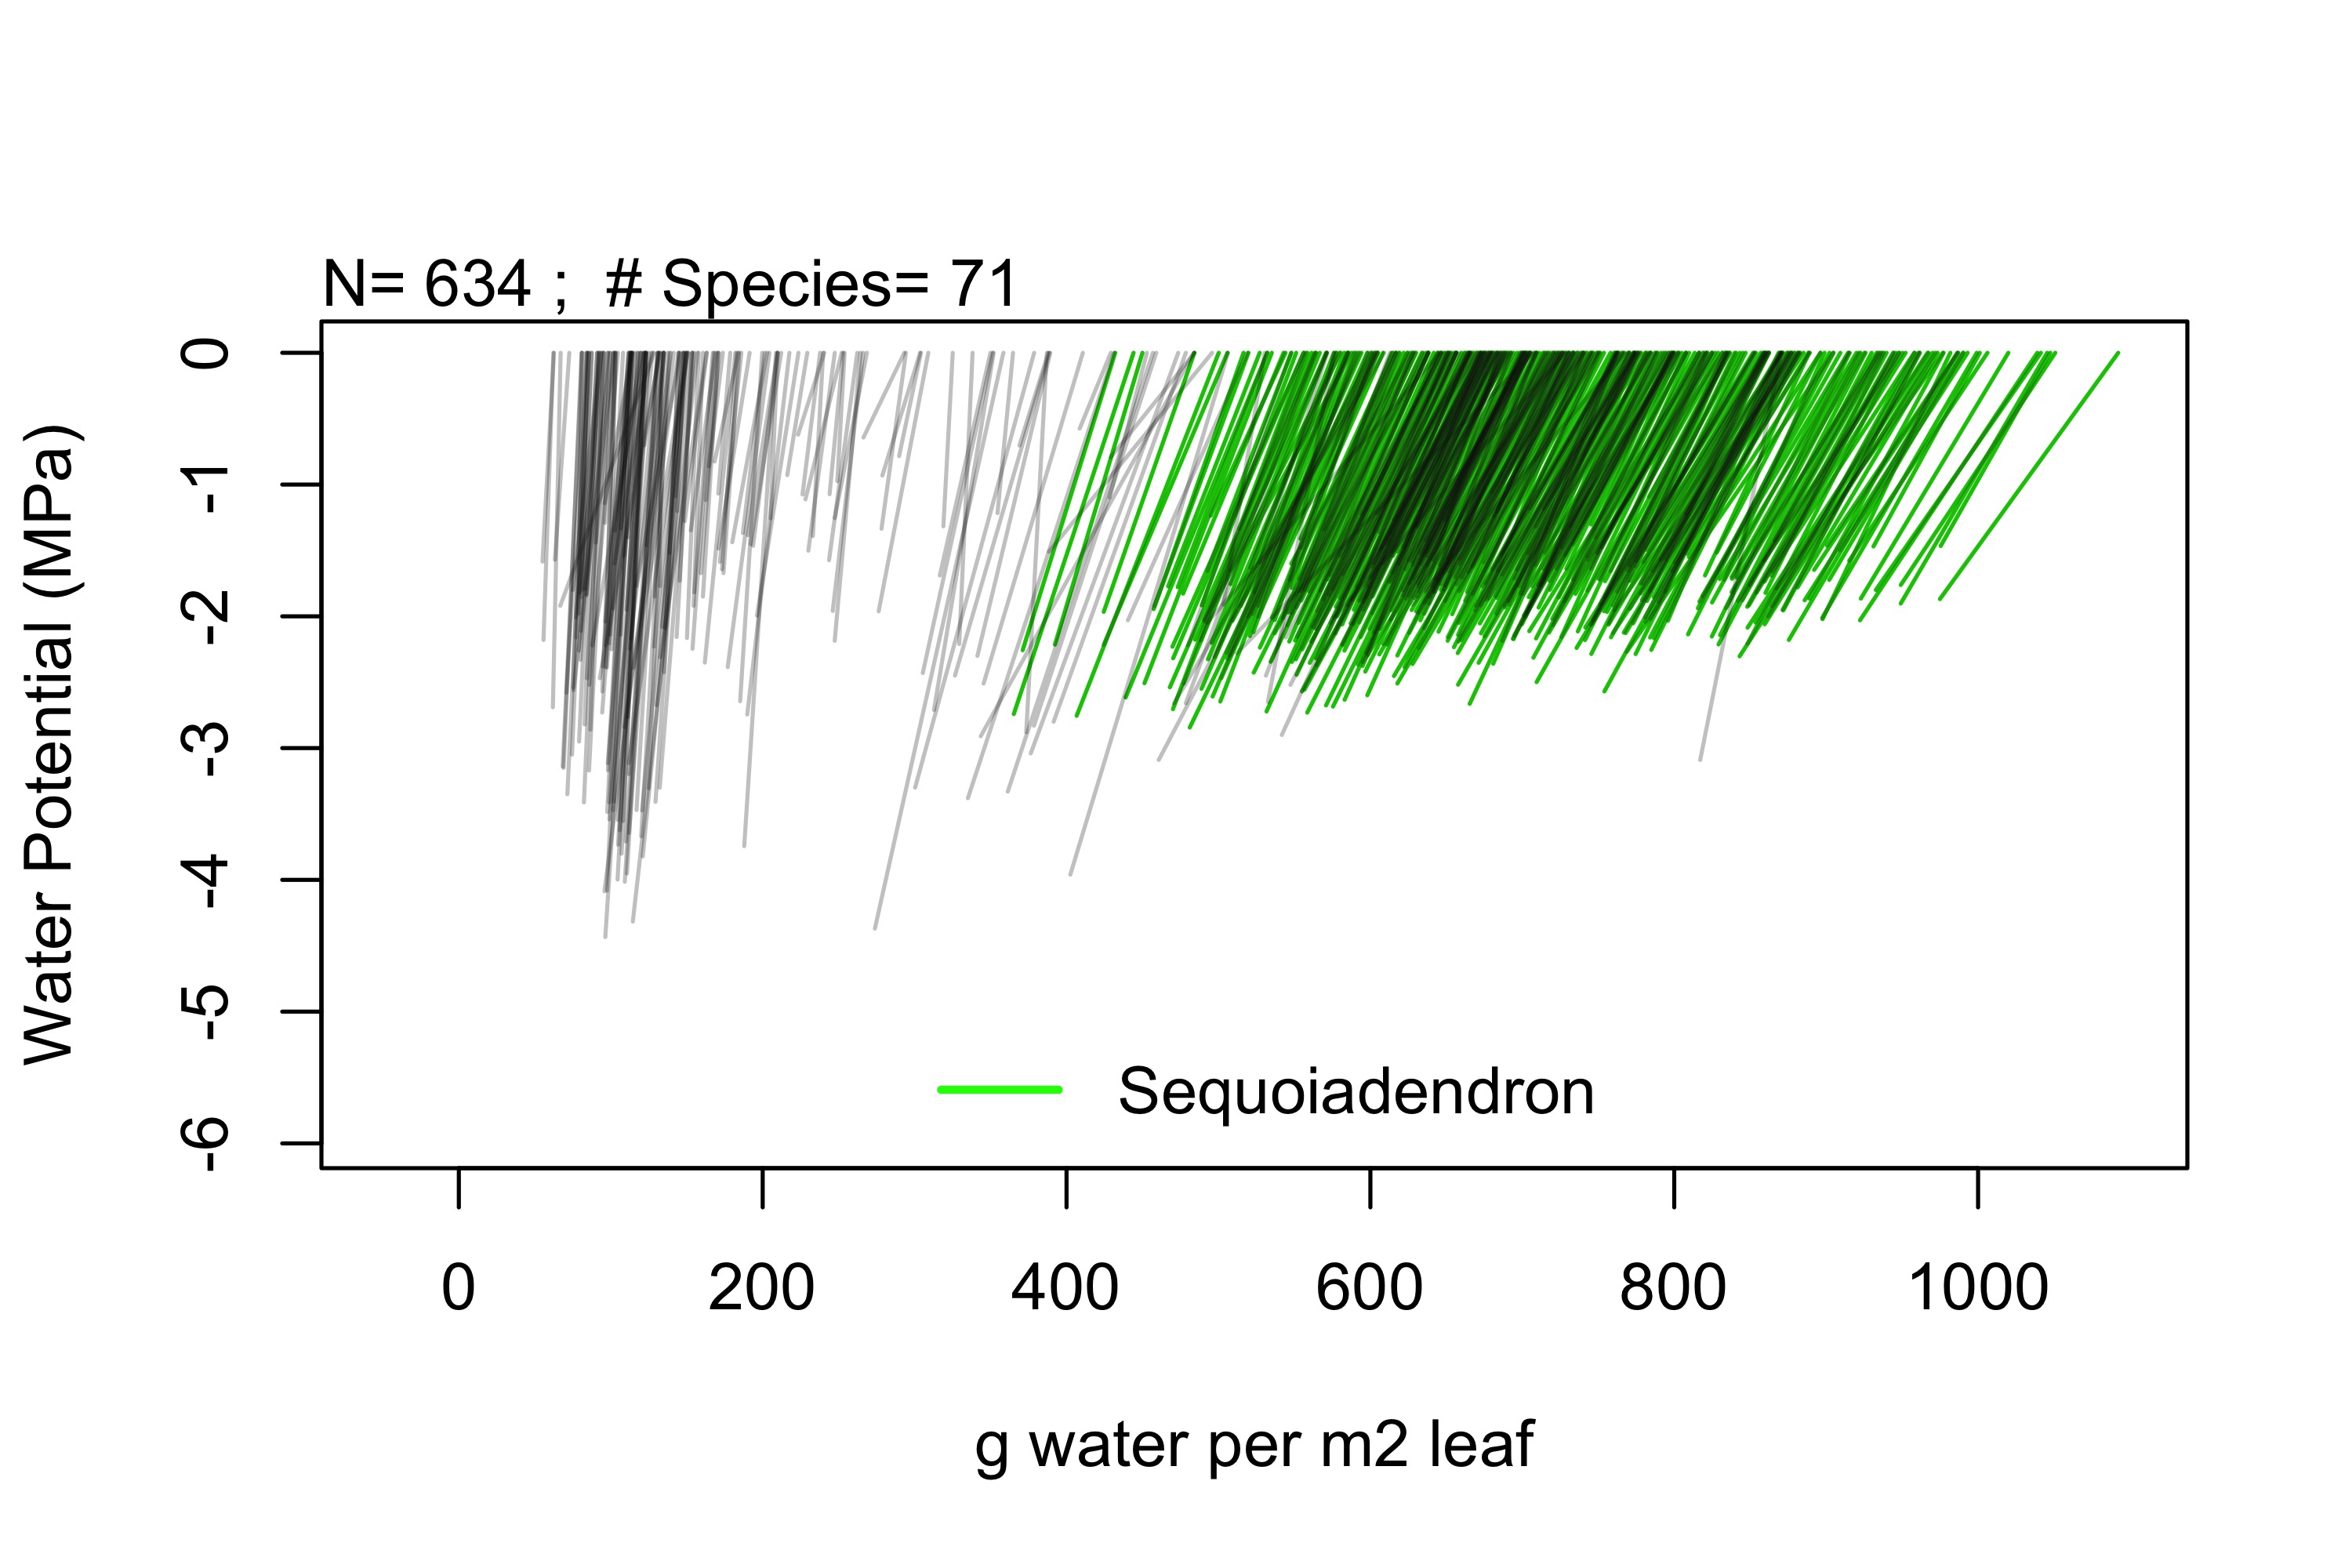 N= 634 ;  # Species= 71
Water Potential (MPa)
0
-1
-2
-3
-4
-5
-6
Sequoiadendron
0 200 400 600 800 1000
g water per m2 leaf